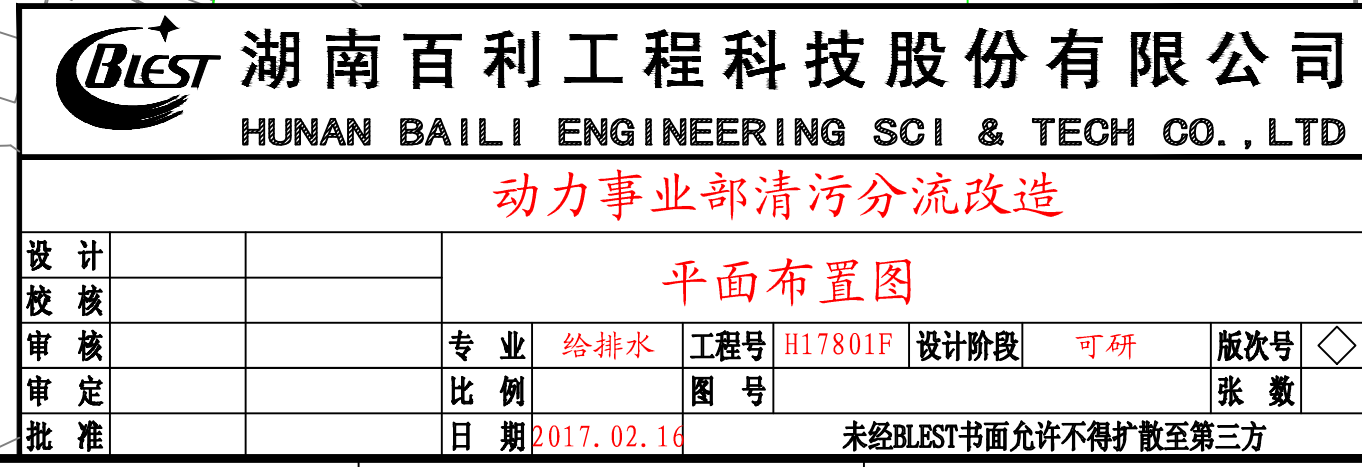 BLEST 湖南百利工程科技股份有限公司
HUNAN BAILI ENGINEERING SCI & TECH CO.,LTD
动力事业部清污分流改造
设 计
平面布置图
校 核
审 核 专 业 给排水 工程号 H17801F 设计阶段 可研 版次号
审 定 比 例 图 号 张 数
批 准 日 期 2017.02.16 未经BLEST书面允许不得扩散至第三方